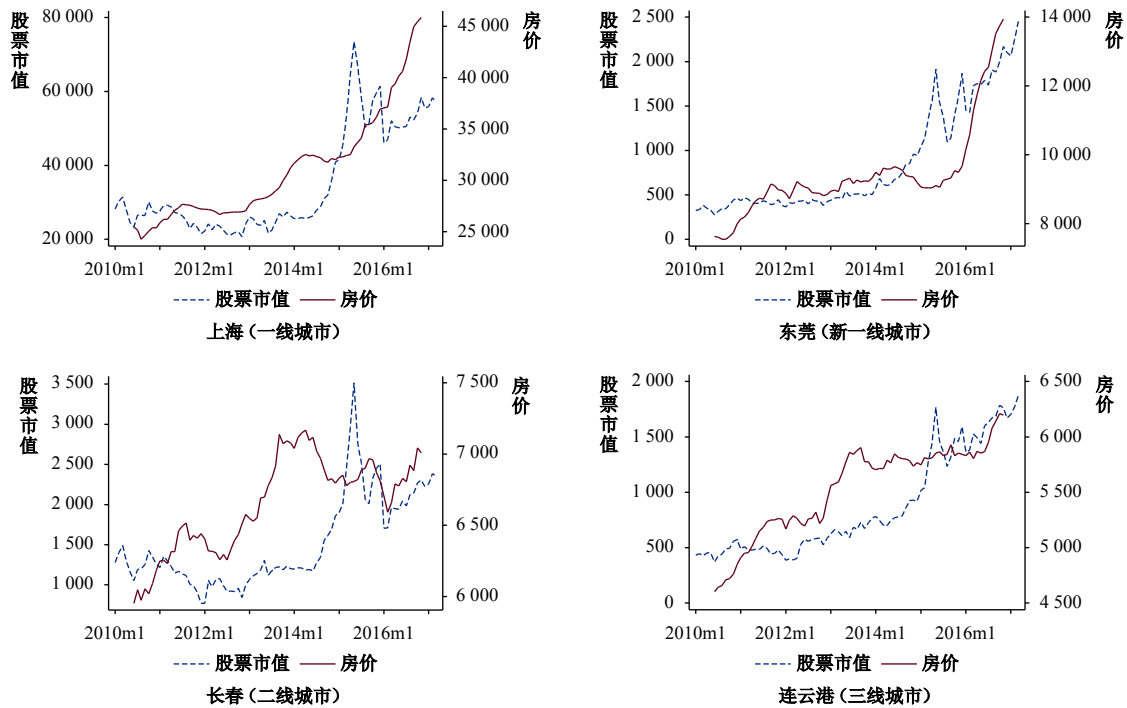 股票市值
房价
80 000
60 000
40 000
20 000
45 000
40 000
35 000
30 000
25 000
2010m1 2012m1 2014m1 2016m1
股票市值 房价
上海（一线城市）
股票市值
房价
2 500
2 000
1 500
1 000
500
0
14 000
12 000
10 000
8 000
2010m1 2012m1 2014m1 2016m1
股票市值 房价
东莞（新一线城市）
股票市值
房价
3 500
3 000
2 500
2 000
1 500
1 000
7 500
7 000
6 500
6 000
2010m1 2012m1 2014m1 2016m1
股票市值 房价
长春（二线城市）
股票市值
房价
2 000
1 500
1 000
500
0
6 500
6 000
5 500
5 000
4 500
2010m1 2012m1 2014m1 2016m1
股票市值 房价
连云港（三线城市）